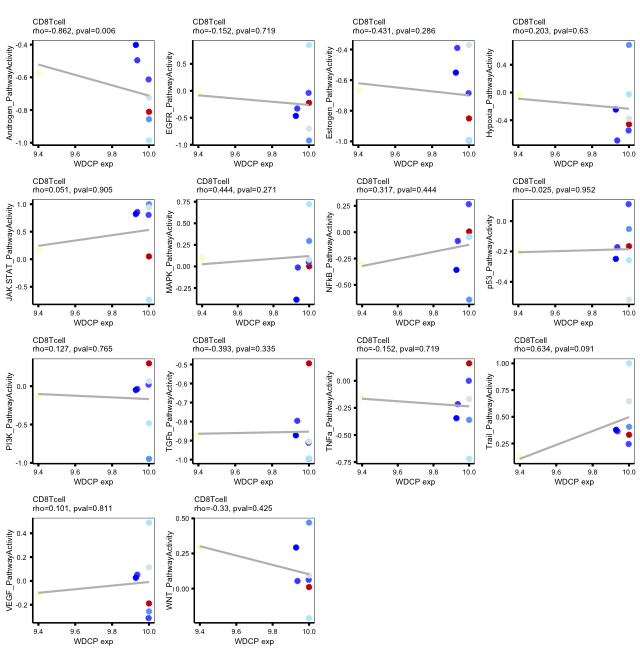 CD8Tcell
rho=-0.862, pval=0.006
Androgen_PathwayActivity
-0.4
-0.6
-0.8
-1.0
9.4 9.6 9.8 10.0
WDCP exp
CD8Tcell
rho=-0.152, pval=0.719
EGFR_PathwayActivity
0.0
-0.5
-1.0
9.4 9.6 9.8 10.0
WDCP exp
CD8Tcell
rho=-0.431, pval=0.286
Estrogen_PathwayActivity
-0.4
-0.6
-0.8
-1.0
9.4 9.6 9.8 10.0
WDCP exp
CD8Tcell
rho=0.203, pval=0.63
Hypoxia_PathwayActivity
0.4
0.0
-0.4
9.4 9.6 9.8 10.0
WDCP exp
CD8Tcell
rho=0.051, pval=0.905
JAK.STAT_PathwayActivity
1.0
0.5
0.0
-0.5
9.4 9.6 9.8 10.0
WDCP exp
CD8Tcell
rho=0.444, pval=0.271
MAPK_PathwayActivity
0.75
0.50
0.25
0.00
-0.25
9.4 9.6 9.8 10.0
WDCP exp
CD8Tcell
rho=0.317, pval=0.444
NFkB_PathwayActivity
0.25
0.00
-0.25
-0.50
9.4 9.6 9.8 10.0
WDCP exp
CD8Tcell
rho=-0.025, pval=0.952
p53_PathwayActivity
0.0
-0.2
-0.4
9.4 9.6 9.8 10.0
WDCP exp
CD8Tcell
rho=0.127, pval=0.765
PI3K_PathwayActivity
0.0
-0.5
-1.0
9.4 9.6 9.8 10.0
WDCP exp
CD8Tcell
rho=-0.393, pval=0.335
TGFb_PathwayActivity
-0.5
-0.6
-0.7
-0.8
-0.9
-1.0
9.4 9.6 9.8 10.0
WDCP exp
CD8Tcell
rho=-0.152, pval=0.719
TNFa_PathwayActivity
0.00
-0.25
-0.50
-0.75
9.4 9.6 9.8 10.0
WDCP exp
CD8Tcell
rho=0.634, pval=0.091
Trail_PathwayActivity
1.00
0.75
0.50
0.25
9.4 9.6 9.8 10.0
WDCP exp
CD8Tcell
rho=0.101, pval=0.811
VEGF_PathwayActivity
0.4
0.2
0.0
-0.2
9.4 9.6 9.8 10.0
WDCP exp
CD8Tcell
rho=-0.33, pval=0.425
WNT_PathwayActivity
0.50
0.25
0.00
9.4 9.6 9.8 10.0
WDCP exp